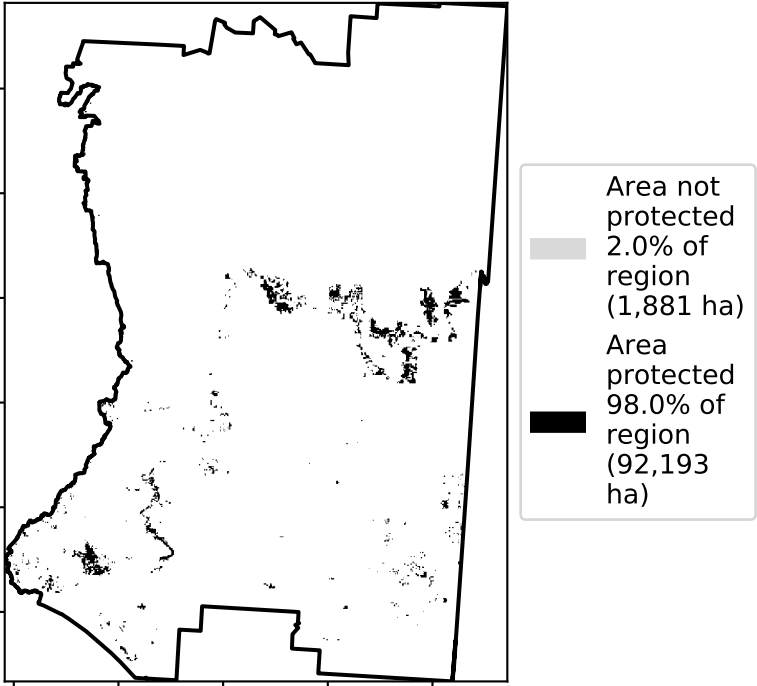 Area not
protected
2.0% of
region
(1,881 ha)
Area
protected
98.0% of
region
(92,193
ha)